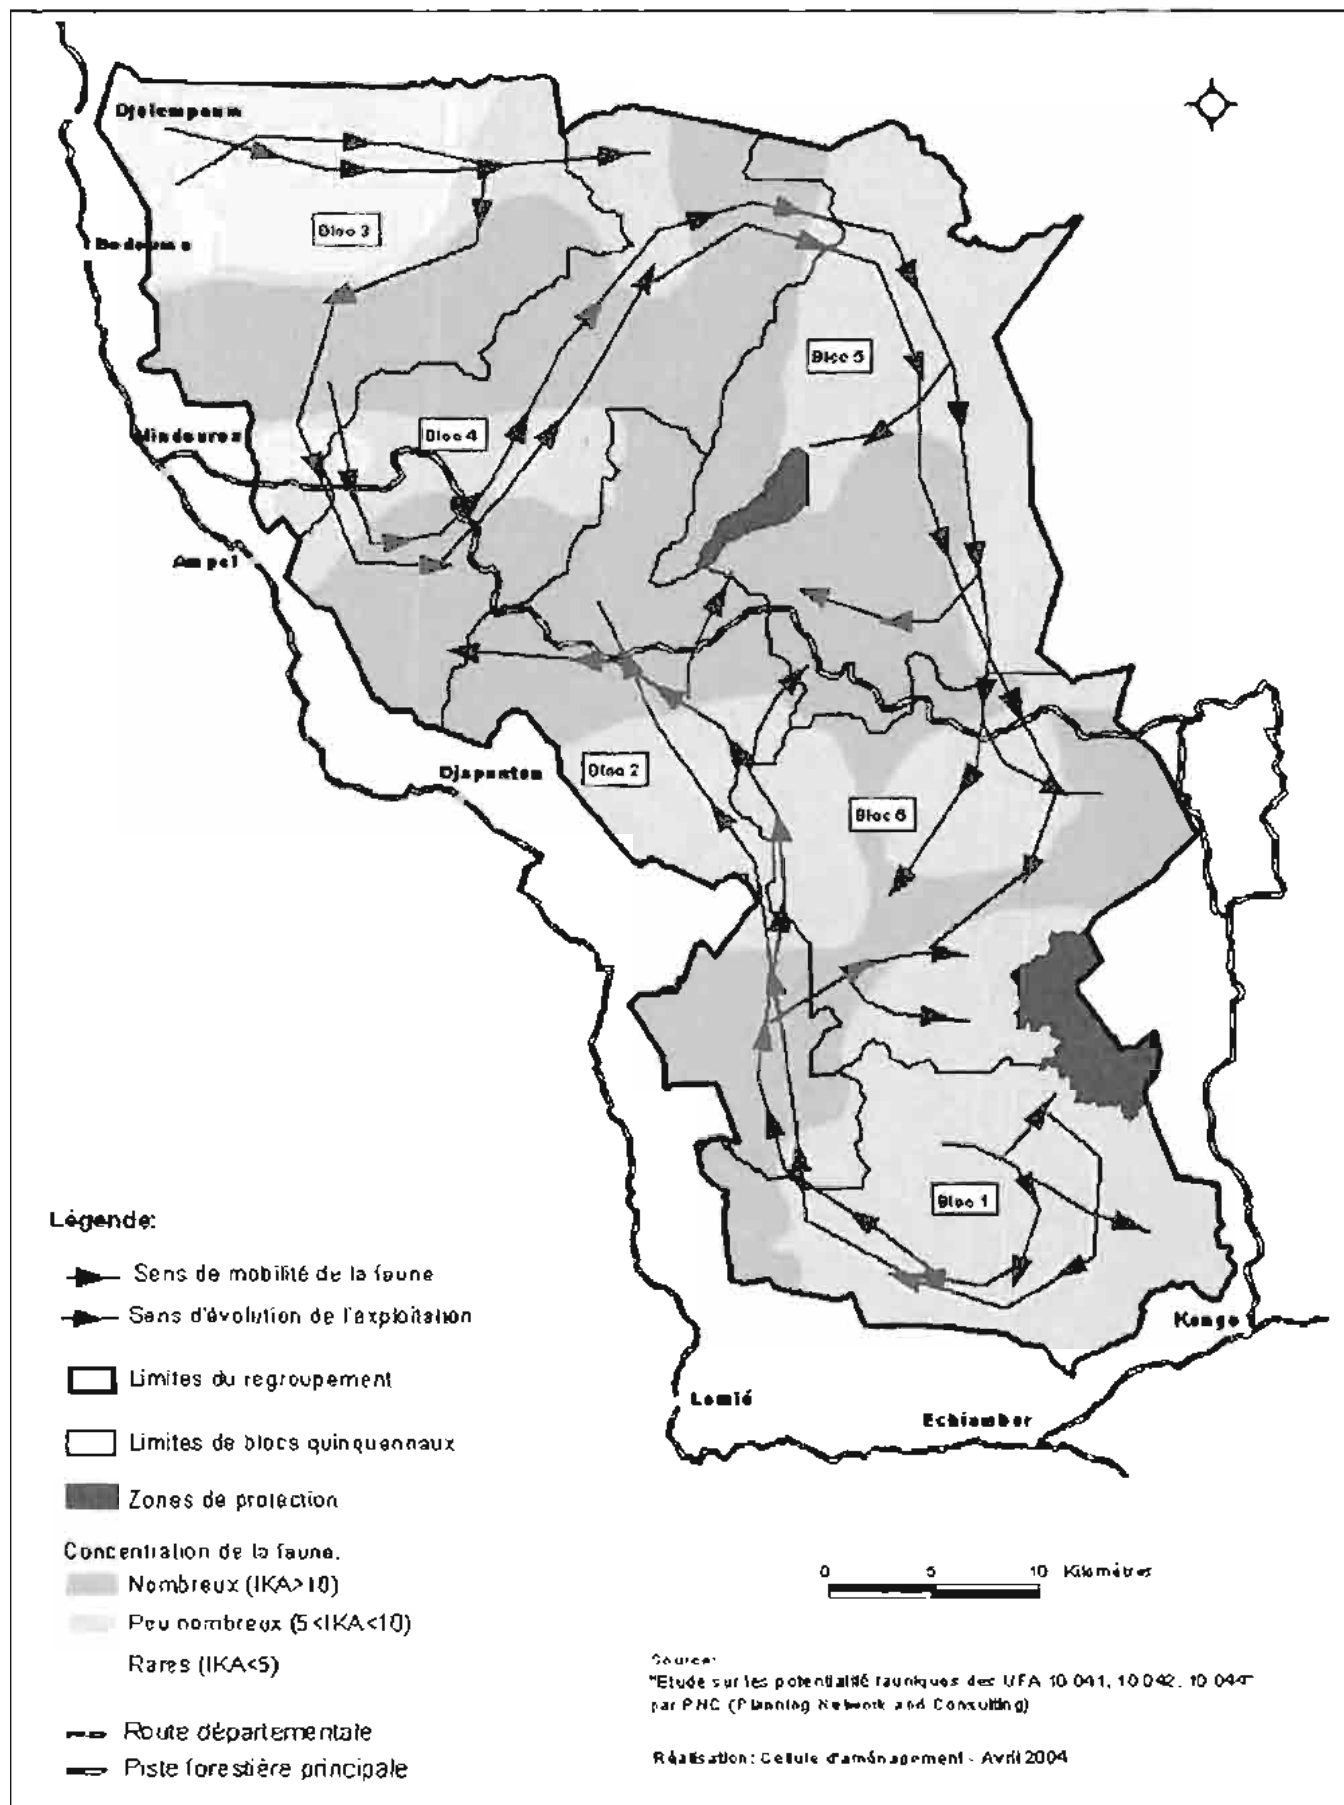 Djolempoum
Bloc 3
Bedoumo
Bloc 5
Mindourou
Bloc 4
Ampel
Djaposten
Bloc 2
Bloc 6
Bloc 1
Légende:
Sens de mobilité de la faune
Sens d'évolution de l'exploitation
Kongo
Limites du regroupement
Lomié
Echiambor
Limites de blocs quinquennaux
Zones de protection
Concentration de la faune.
Nombreux (IKA>10)
0 5 10 Kilomètres
Peu nombreux (5<IKA<10)
Rares (IKA<5)
Source:
"Etude sur les potentialité fauniques des UFA 10 041, 10 042, 10 044"
par PNC (Planning Network and Consulting)
Route départementale
Piste forestière principale
Réalisation: Cellule d'aménagement - Avril 2004